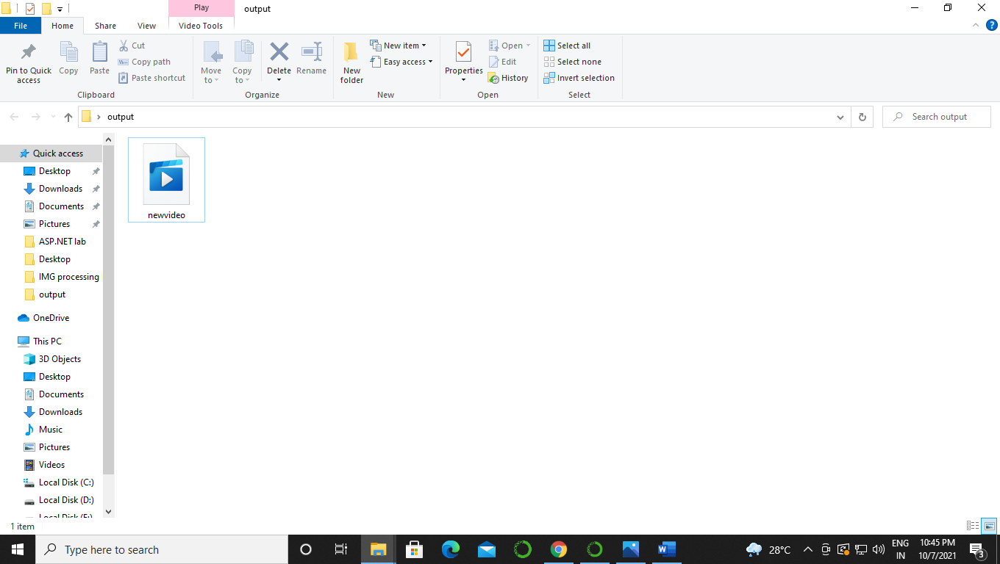 Play
output
File
Home
Share
View
Video Tools
Pin to Quick access
Copy
Paste
Cut
Copy path
Paste shortcut
Clipboard
Move to
Copy to
Delete
Rename
Organize
New folder
New item
Easy access
New
Properties
Open
Edit
History
Open
Select all
Select none
Invert selection
Select
output
Search output
Quick access
Desktop
Downloads
Documents
Pictures
ASP.NET lab
Desktop
IMG processing
output
OneDrive
This PC
3D Objects
Desktop
Documents
Downloads
Music
Pictures
Videos
Local Disk (C:)
Local Disk (D:)
newvideo
1 item
Type here to search
28°C
ENG
IN
10:45 PM
10/7/2021
3